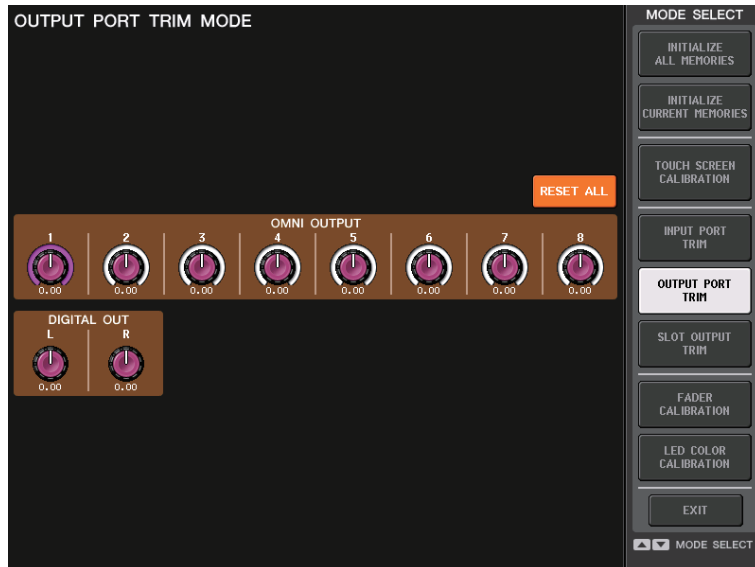 OUTPUT PORT TRIM MODE
RESET ALL
OMNI OUTPUT
1 2 3 4 5 6 7 8
0.00 0.00 0.00 0.00 0.00 0.00 0.00 0.00
DIGITAL OUT
L R
0.00 0.00
MODE SELECT
INITIALIZE
ALL MEMORIES
INITIALIZE
CURRENT MEMORIES
TOUCH SCREEN
CALIBRATION
INPUT PORT
TRIM
OUTPUT PORT
TRIM
SLOT OUTPUT
TRIM
FADER
CALIBRATION
LED COLOR
CALIBRATION
EXIT
MODE SELECT